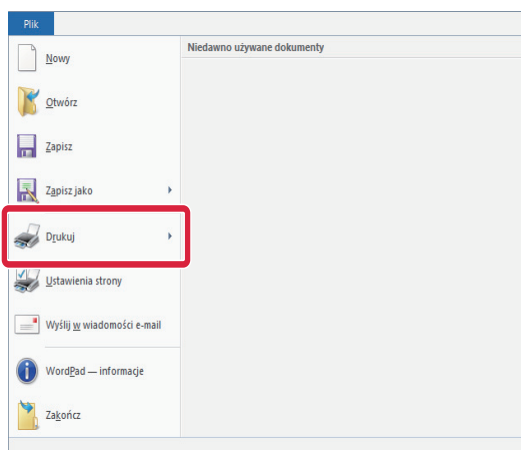 Plik
Niedawno używane dokumenty
Nowy
Otwórz
Zapisz
Zapisz jako
Drukuj
Ustawienia strony
Wyślij w wiadomości e-mail
WordPad — informacje
Zakończ